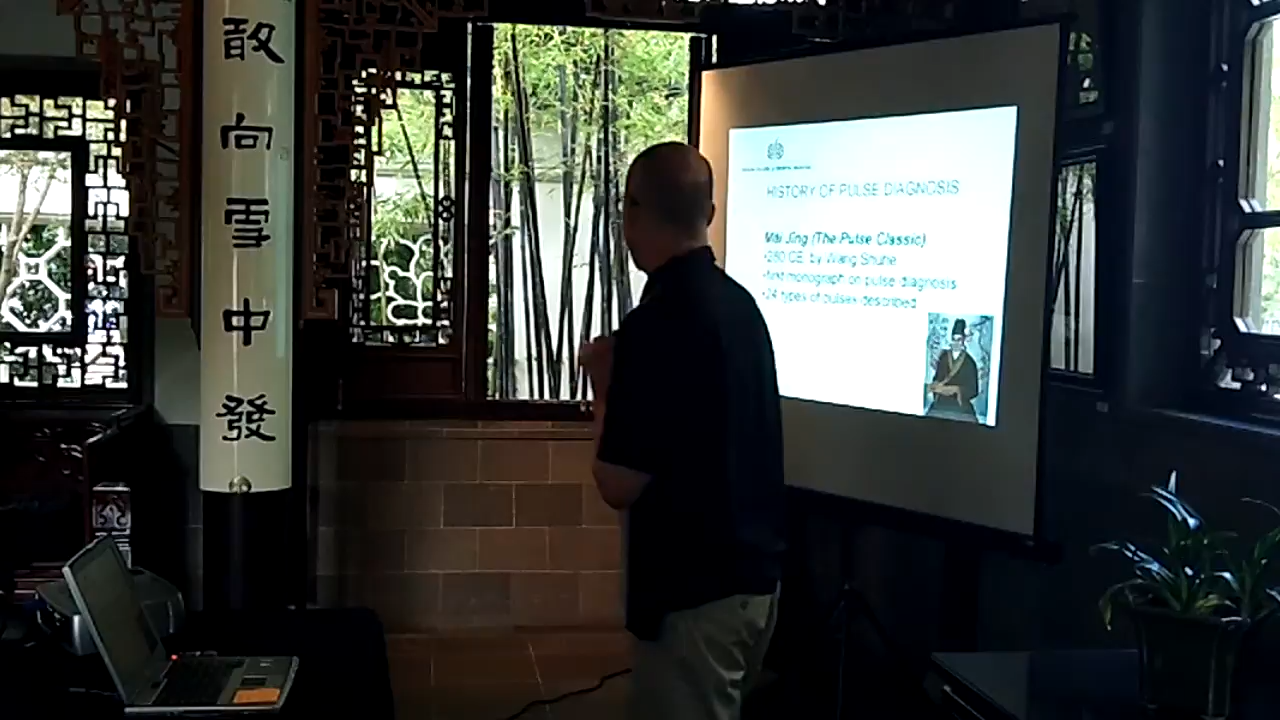 敢
向
雪
中
發
HISTORY OF PULSE DIAGNOSIS
Mai Jing (The Pulse Classic)
•280 CE, by Wang Shuhe
•first monograph on pulse diagnosis
•24 types of pulses described